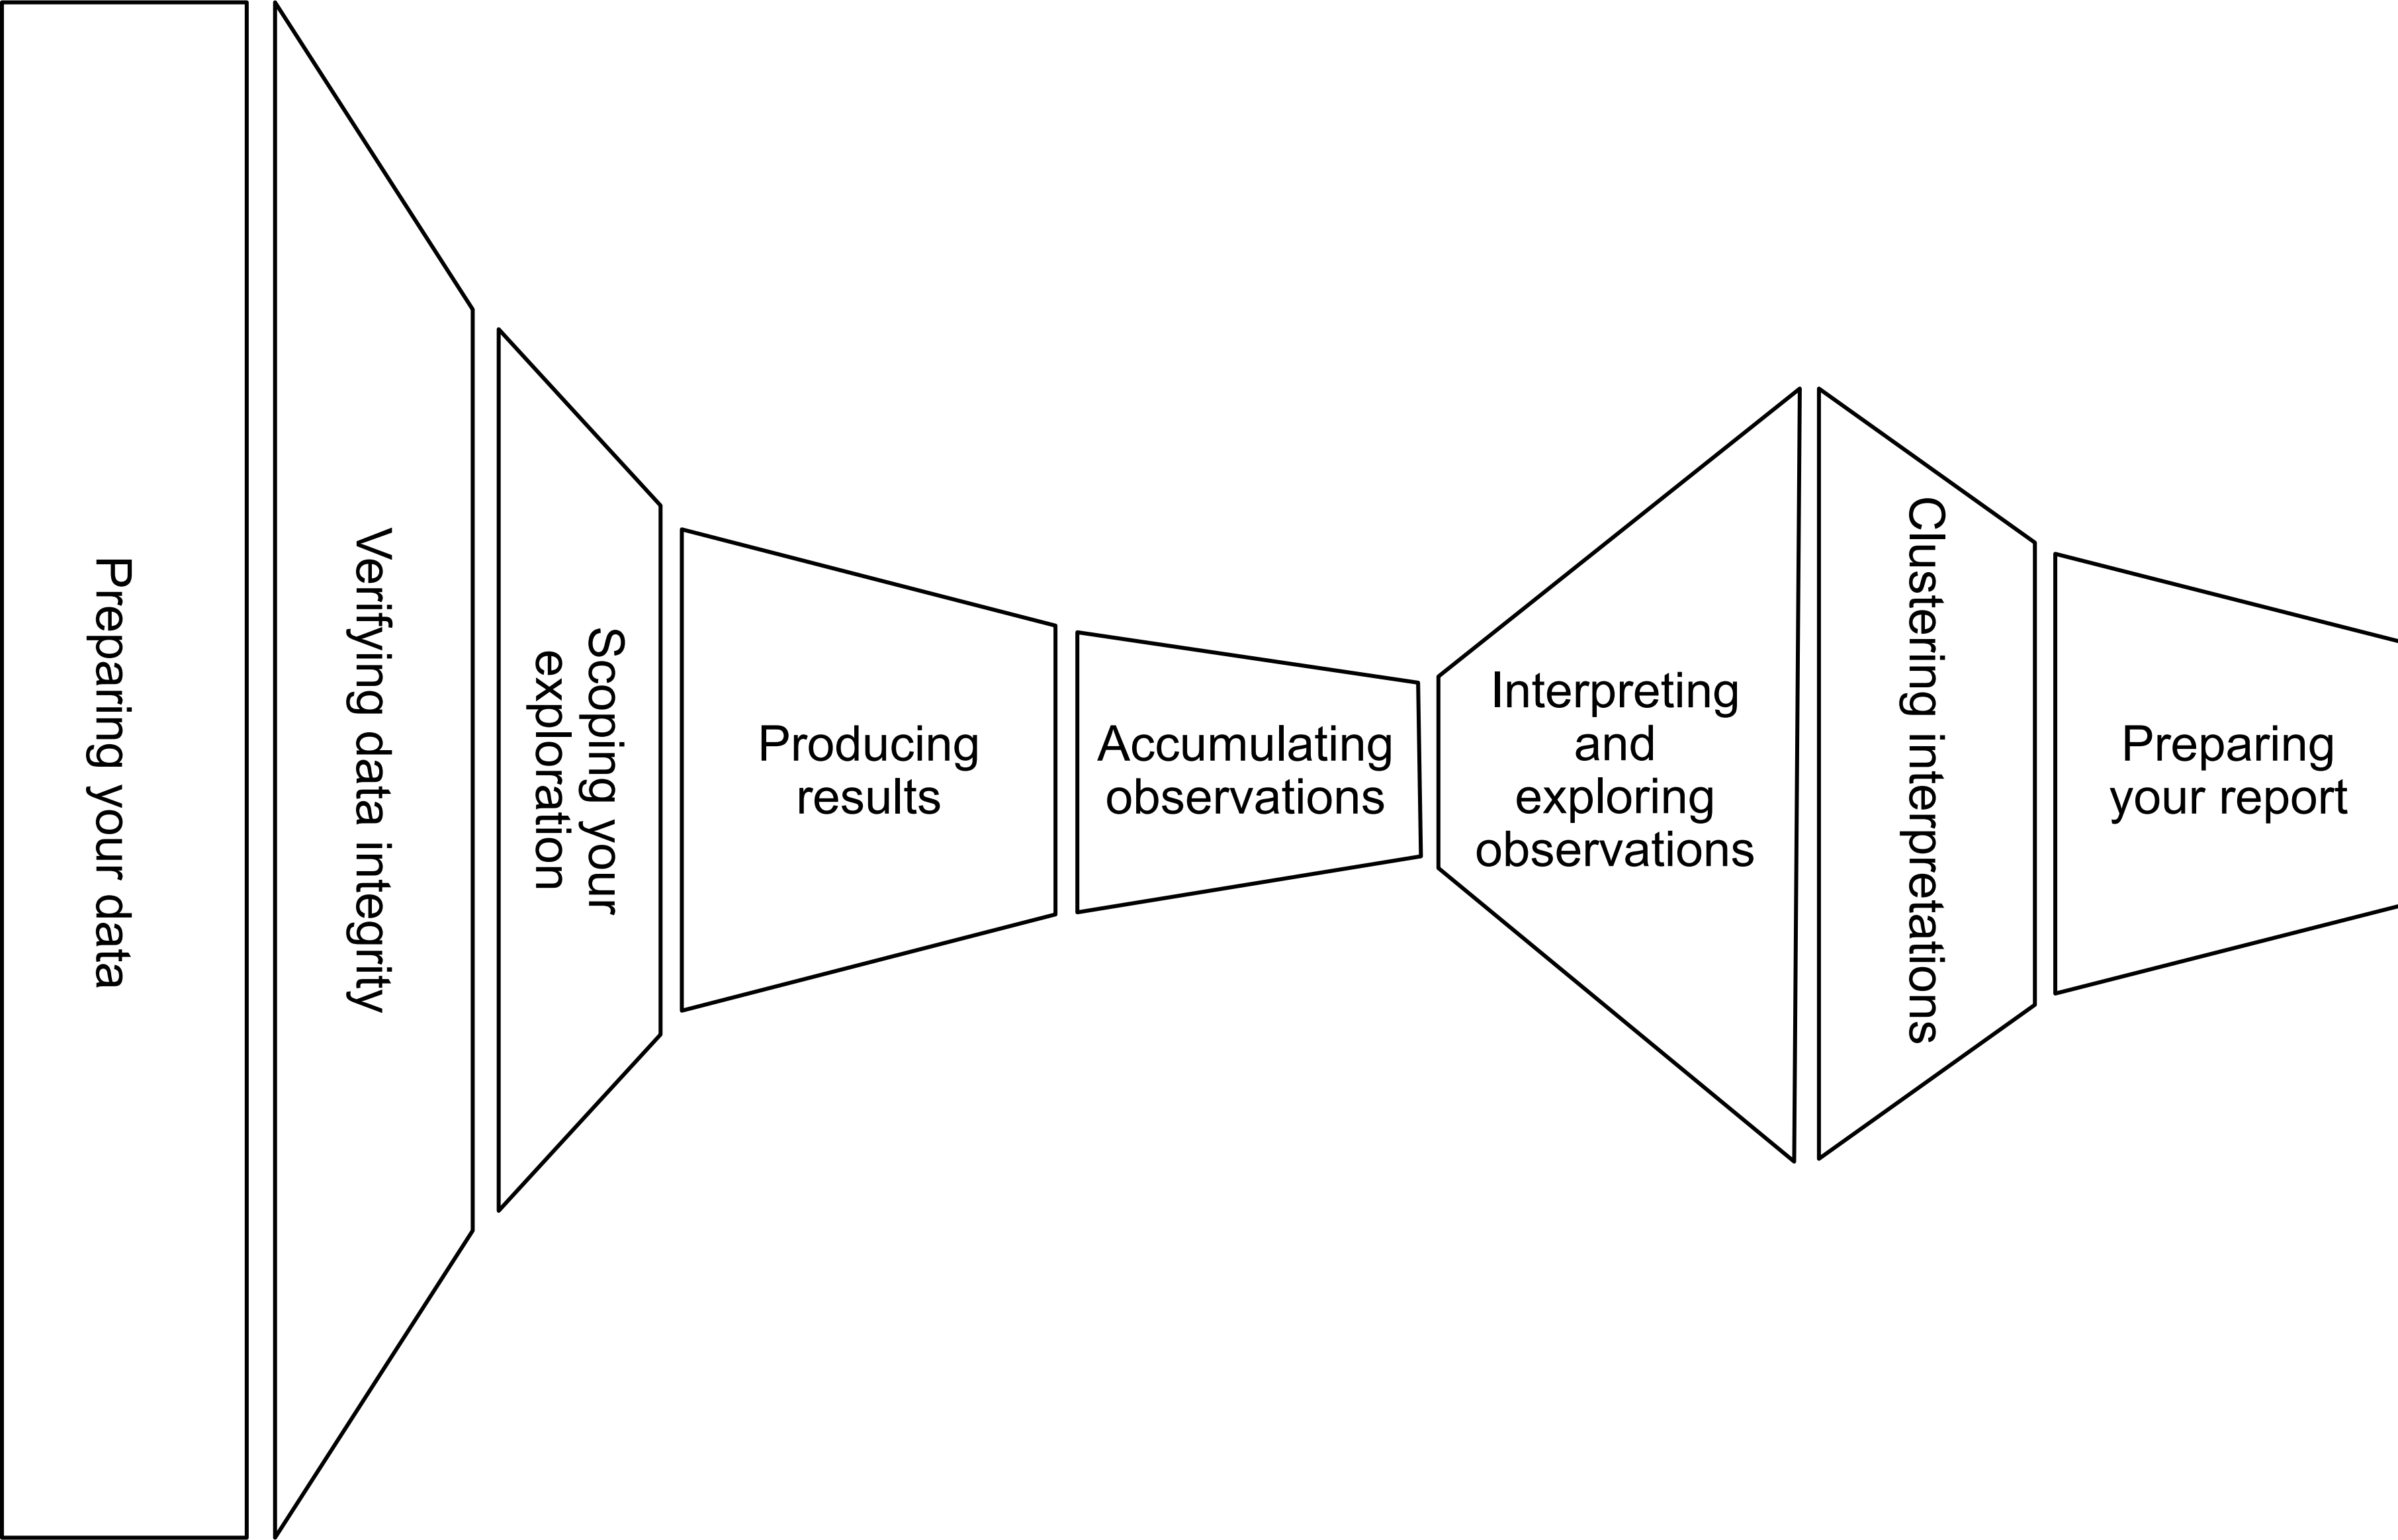 Preparing your data
Verifying data integrity
Scoping your
exploration
Producing
results
Accumulating
observations
Interpreting
and
exploring
observations
Clustering interpretations
Preparing
your report